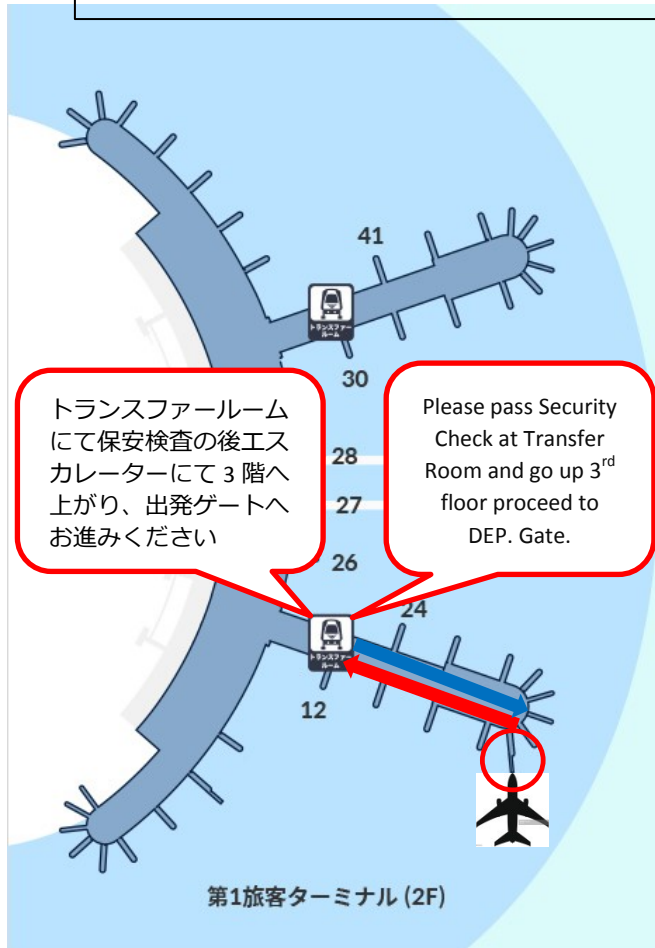 41
トランスファー
ルーム
30
トランスファールーム
にて保安検査の後エス
カレーターにて 3 階へ
上がり、出発ゲートへ
お進みください
Please pass Security
Check at Transfer
Room and go up 3rd
floor proceed to
DEP. Gate.
28
27
26
24
トランスファー
ルーム
12
第1旅客ターミナル (2F)